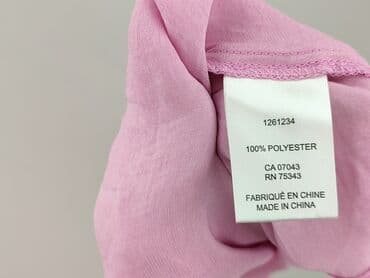 1261234
100% POLYESTER
CA 07043
RN 75343
FABRIQUÉ EN CHINE
MADE IN CHINA